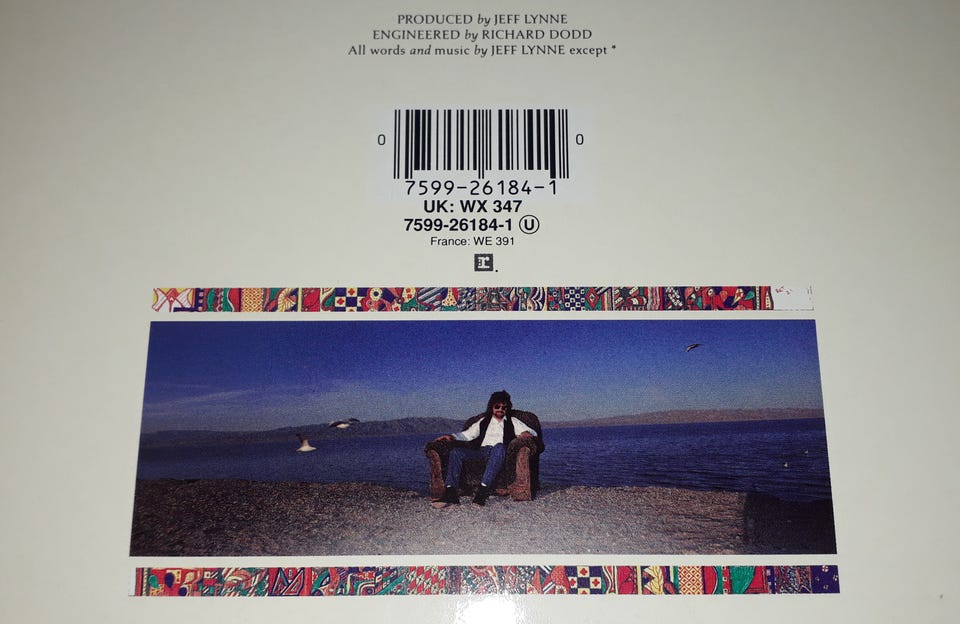 PRODUCED by JEFF LYNNE
ENGINEERED by RICHARD DODD
All words and music by JEFF LYNNE except *
0 0
7599-26184-1
UK: WX 347
7599-26184-1 U
France: WE 391
r.